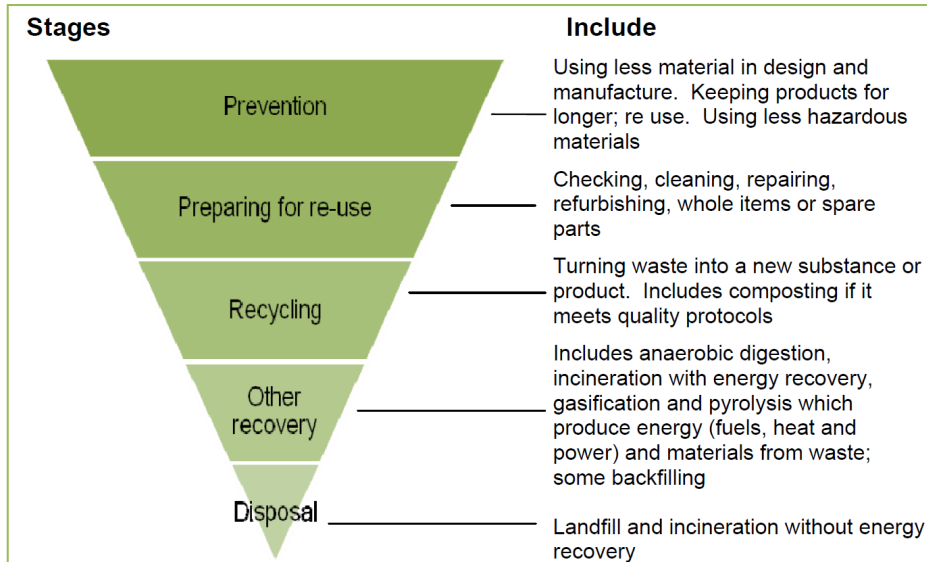 Stages
Include
Prevention
Using less material in design and
manufacture.  Keeping products for
longer; re use.  Using less hazardous
materials
Preparing for re-use
Checking, cleaning, repairing,
refurbishing, whole items or spare
parts
Recycling
Turning waste into a new substance or
product.  Includes composting if it
meets quality protocols
Other
recovery
Includes anaerobic digestion,
incineration with energy recovery,
gasification and pyrolysis which
produce energy (fuels, heat and
power) and materials from waste;
some backfilling
Disposal
Landfill and incineration without energy
recovery